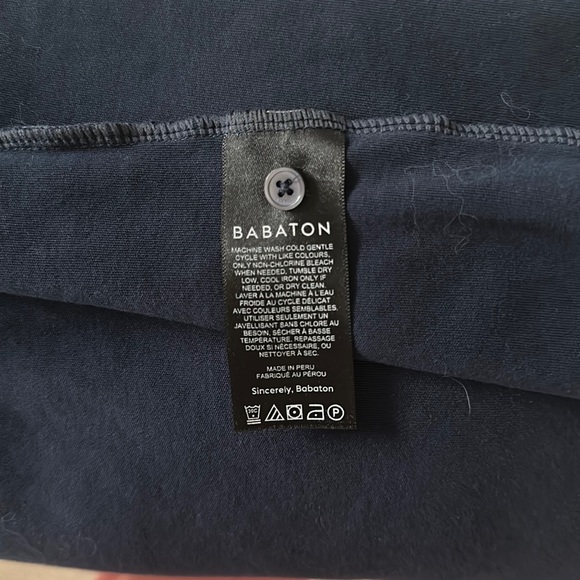 BABATON
MACHINE WASH COLD GENTLE
CYCLE WITH LIKE COLOURS,
ONLY NON-CHLORINE BLEACH
WHEN NEEDED, TUMBLE DRY
LOW, COOL IRON ONLY IF
NEEDED, OR DRY CLEAN.
LAVER À LA MACHINE À L'EAU
FROIDE AU CYCLE DÉLICAT
AVEC COULEURS SEMBLABLES.
UTILISER SEULEMENT UN
JAVELLISANT SANS CHLORE AU
BESOIN, SÉCHER À BASSE
TEMPÉRATURE. REPASSAGE
DOUX SI NÉCESSAIRE, OU
NETTOYER À SEC.
MADE IN PERU
FABRIQUÉ AU PÉROU
Sincerely, Babaton
30C P